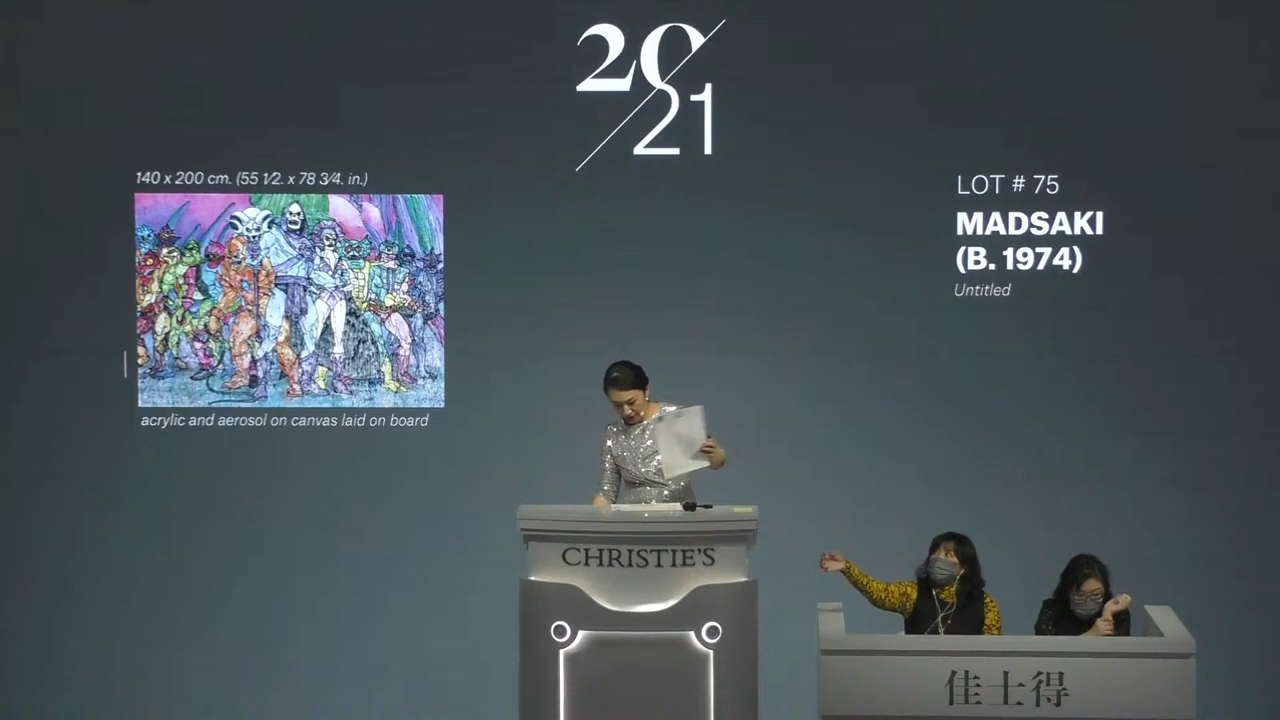 20
21
140 x 200 cm. (55 1⁄2. x 78 3⁄4. in.)
acrylic and aerosol on canvas laid on board
LOT # 75
MADSAKI
(B. 1974)
Untitled
CHRISTIE'S
佳士得